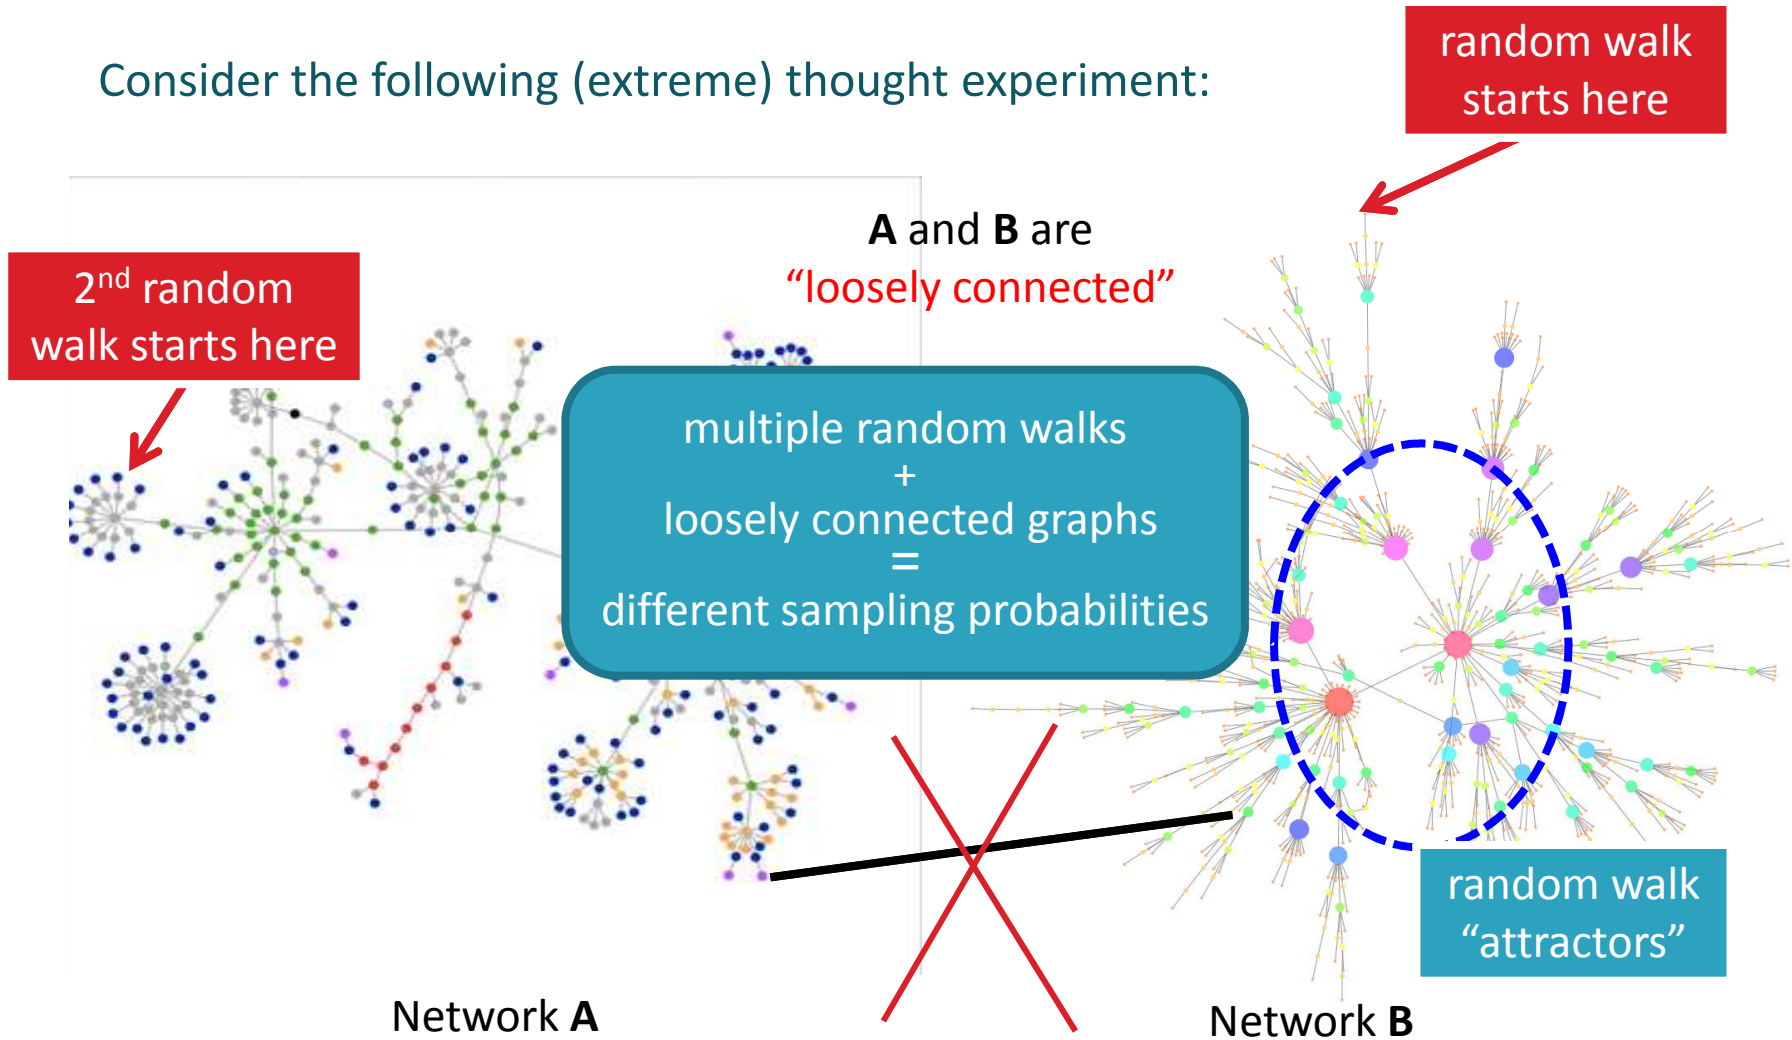 Consider the following (extreme) thought experiment:
random walk
starts here
A and B are
“loosely connected”
2nd random
walk starts here
multiple random walks
+
loosely connected graphs
=
different sampling probabilities
random walk
“attractors”
Network A
Network B